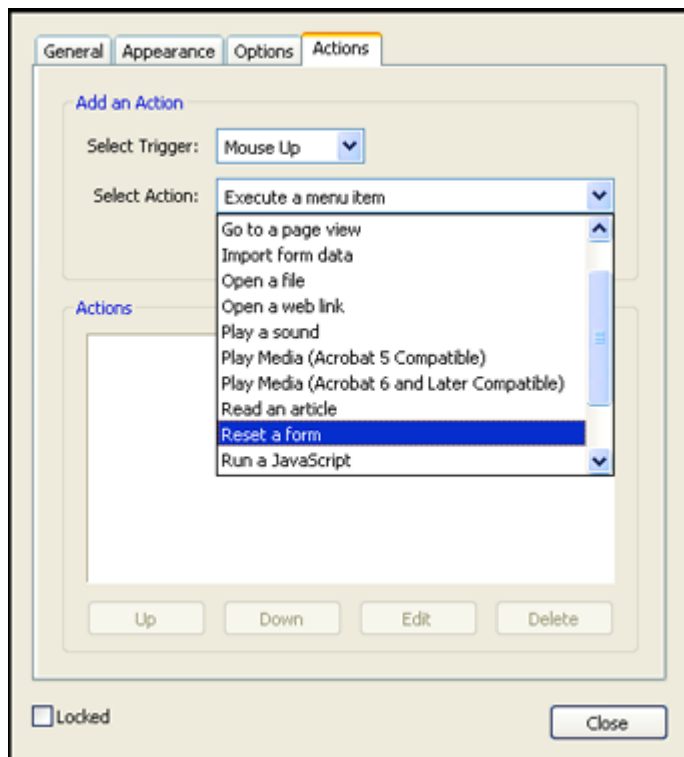 General Appearance Options Actions
Add an Action
Select Trigger: Mouse Up
Select Action: Execute a menu item
Go to a page view
Import form data
Open a file
Open a web link
Play a sound
Play Media (Acrobat 5 Compatible)
Play Media (Acrobat 6 and Later Compatible)
Read an article
Reset a form
Run a JavaScript
Actions
Up Down Edit Delete
Locked
Close